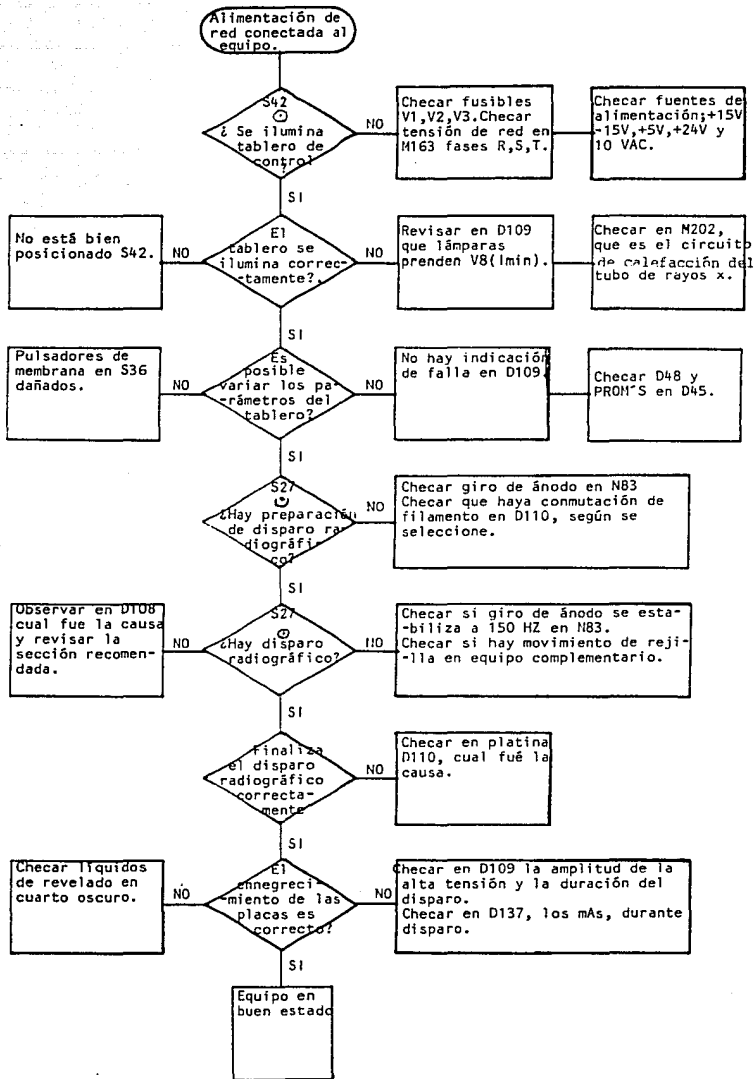 Alimentación de
red conectada al
equipo.
S42
¿ Se ilumina
tablero de
control
?
NO
Checar fusibles
V1,V2,V3.Checar
tensión de red en
M163 fases R,S,T.
Checar fuentes de
alimentación;+15V
-15V,+5V,+24V y
10 VAC.
SI
No está bien
posicionado S42.
NO
El
tablero se
ilumina correc-
-tamente?.
NO
Revisar en D109
que lámparas
prenden V8(Imin).
Checar en M202,
que es el circuito
de calefacción del
tubo de rayos x.
SI
Pulsadores de
membrana en S36
dañados.
NO
Es
posible
variar los pa-
-rámetros del
tablero?
NO
No hay indicación
de falla en D109.
Checar D48 y
PROM´S en D45.
SI
S27
¿Hay preparación
de disparo ra-
diográfi-
co?
NO
Checar giro de ánodo en N83
Checar que haya conmutación de
filamento en D110, según se
seleccione.
SI
Observar en D108
cual fue la causa
y revisar la
sección recomen-
dada.
NO
S27
¿Hay disparo
radiográfico?
NO
Checar si giro de ánodo se esta-
-biliza a 150 HZ en N83.
Checar si hay movimiento de reji-
-lla en equipo complementario.
SI
Finaliza
el disparo
radiográfico
correcta-
mente
NO
Checar en platina
D110, cual fué la
causa.
SI
Checar líquidos
de revelado en
cuarto oscuro.
NO
El
ennegreci-
-miento de las
placas es
correcto?
NO
Checar en D109 la amplitud de la
alta tensión y la duración del
disparo.
Checar en D137, los mAs, durante
disparo.
SI
Equipo en
buen estado